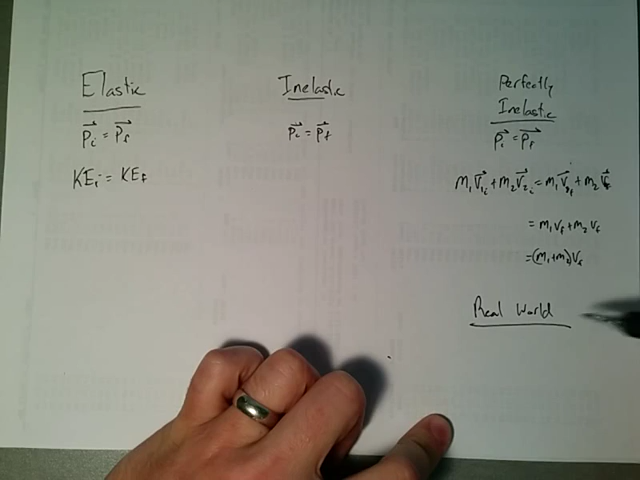 Elastic
p⃗ᵢ = p⃗f
KEᵢ = KEf
Inelastic
p⃗ᵢ = p⃗f
Perfectly
Inelastic
p⃗ᵢ = p⃗f
m₁v⃗₁ᵢ + m₂v⃗₂ᵢ = m₁v⃗f + m₂v⃗f
= m₁vf + m₂vf
= (m₁+m₂)vf
Real World